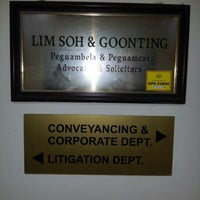 LIM SOH & GOONTING
Peguambela & Peguamcara
Advocates & Solicitors
CONVEYANCING &
CORPORATE DEPT.
LITIGATION DEPT.